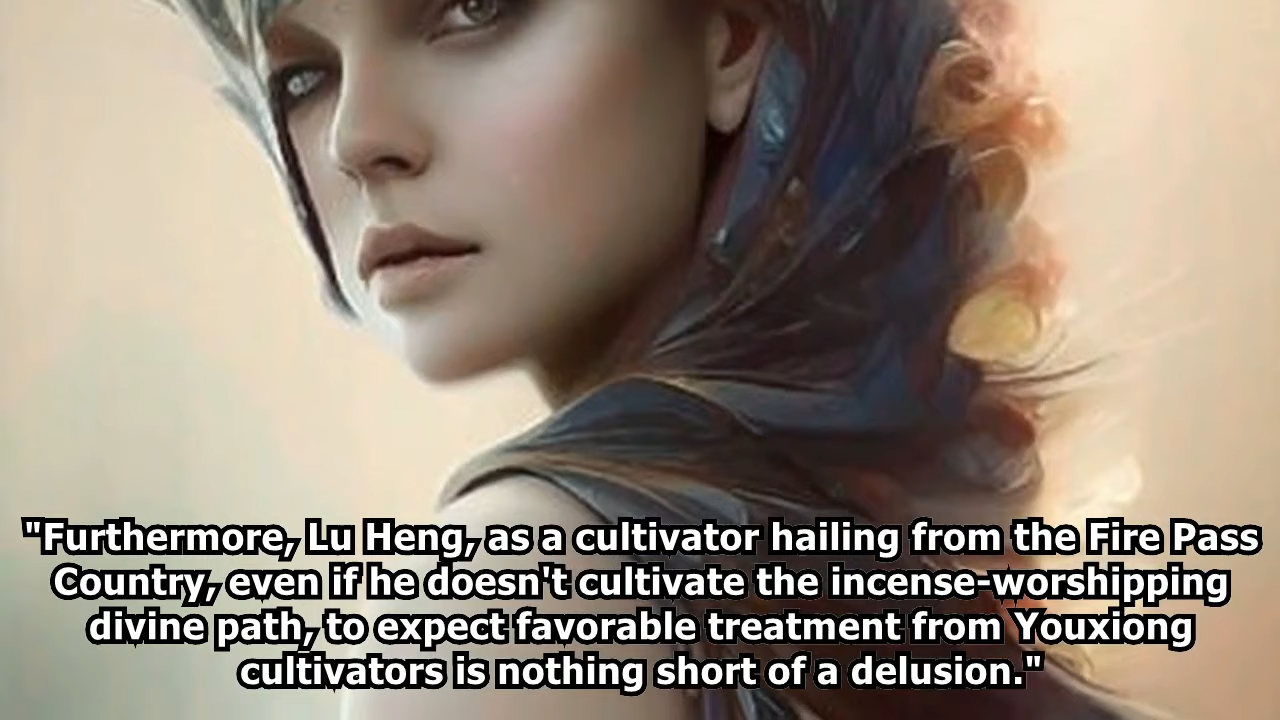 "Furthermore, Lu Heng, as a cultivator hailing from the Fire Pass
Country, even if he doesn't cultivate the incense-worshipping
divine path, to expect favorable treatment from Youxiong
cultivators is nothing short of a delusion."